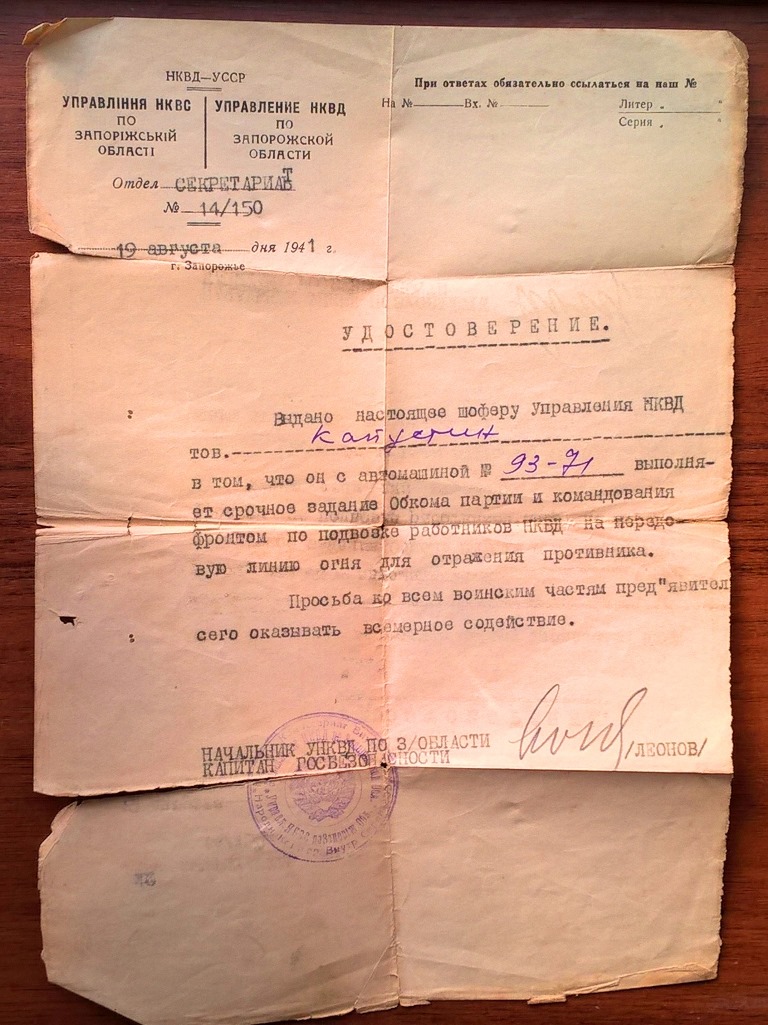 НКВД—УССР
УПРАВЛІННЯ НКВС
ПО
ЗАПОРІЖСЬКІЙ
ОБЛАСТІ
УПРАВЛЕНИЕ НКВД
ПО
ЗАПОРОЖСКОЙ
ОБЛАСТИ
Отдел СЕКРЕТАРИАТ
№ 14/150
19 августа дня 1941 г.
г. Запорожье
При ответах обязательно ссылаться на наш №
На № Вх. №
Литер „ “
Серия „ “
УДОСТОВЕРЕНИЕ.
Выдано настоящее шоферу Управления НКВД
тов. Капустин
в том, что он с автомашиной № 93-71 выполня-
ет срочное задание Обкома партии и командования
фронтом по подвозке работников НКВД на передо-
вую линию огня для отражения противника.
Просьба ко всем воинским частям пред"явител
сего оказывать всемерное содействие.
НАЧАЛЬНИК УНКВД ПО З/ОБЛАСТИ
КАПИТАН ГОСБЕЗОПАСНОСТИ
/ЛЕОНОВ/